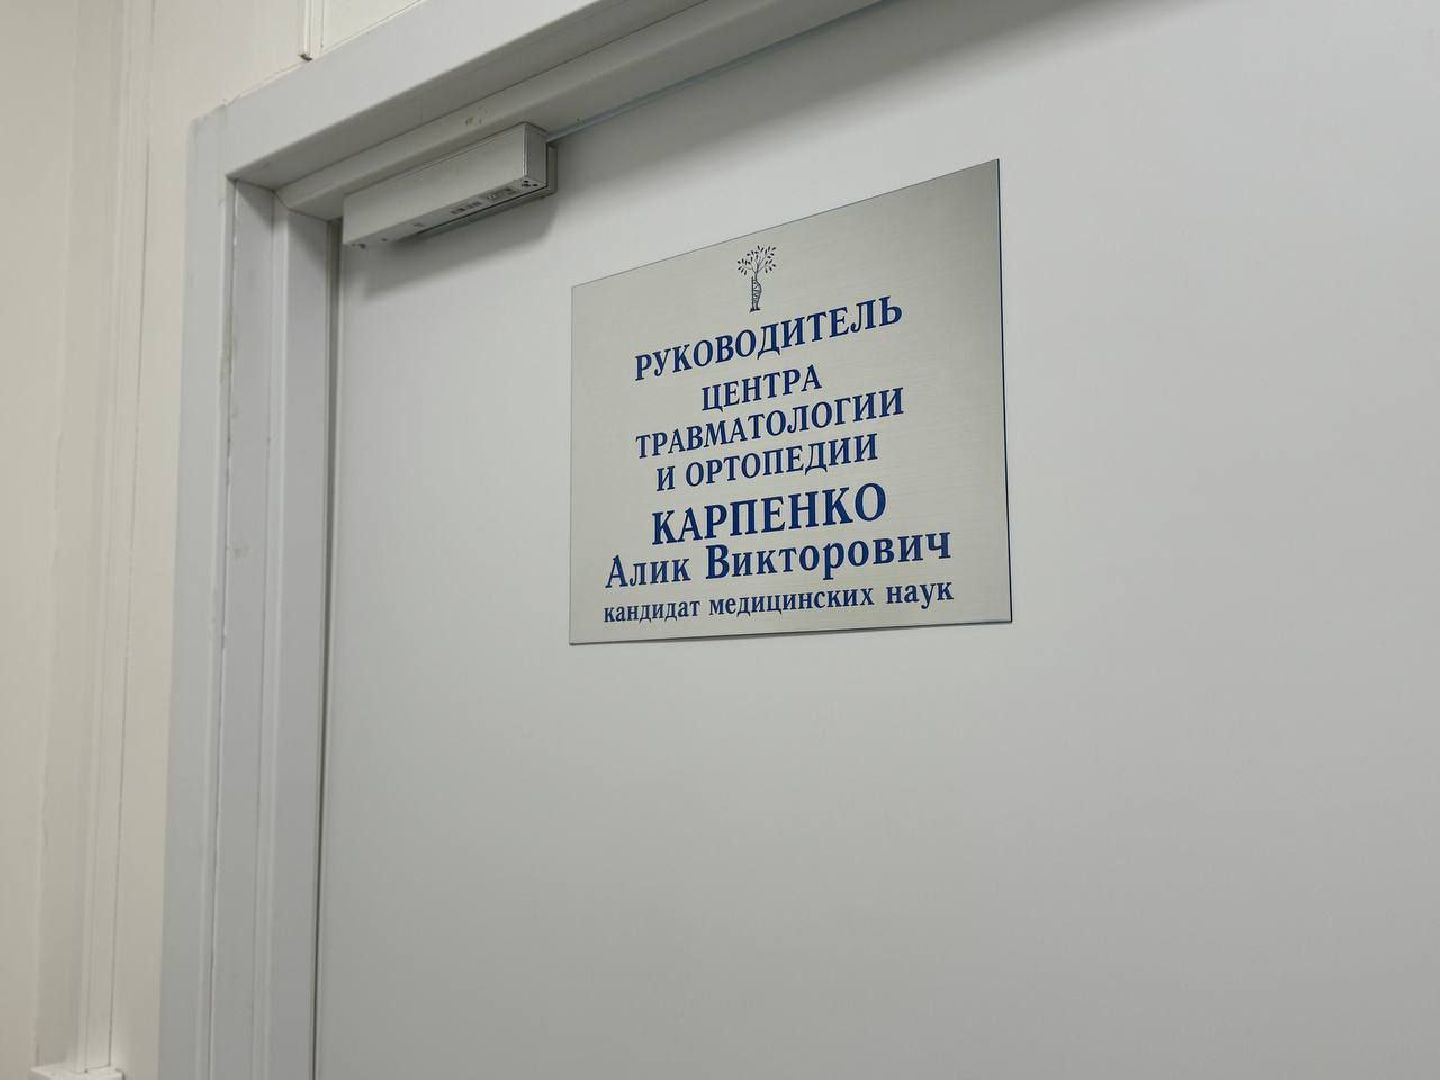 РУКОВОДИТЕЛЬ
ЦЕНТРА
ТРАВМАТОЛОГИИ
И ОРТОПЕДИИ
КАРПЕНКО
Алик Викторович
кандидат медицинских наук